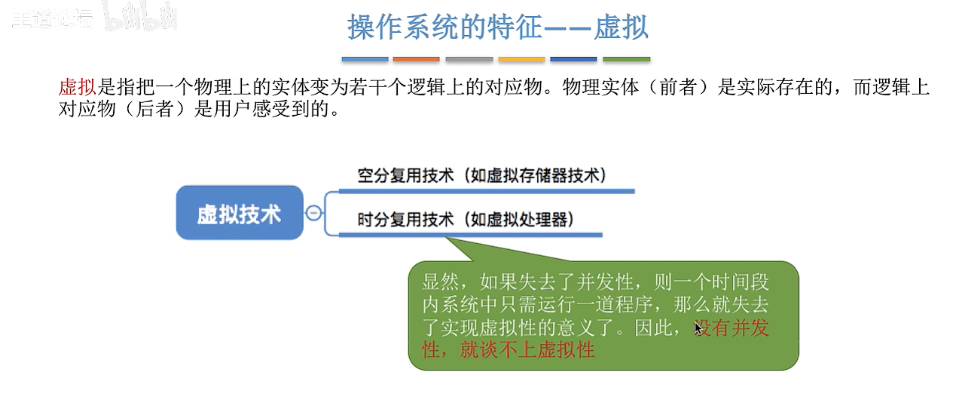 王道论坛 bilibili
操作系统的特征——虚拟
虚拟是指把一个物理上的实体变为若干个逻辑上的对应物。物理实体（前者）是实际存在的，而逻辑上
对应物（后者）是用户感受到的。
空分复用技术（如虚拟存储器技术）
虚拟技术
时分复用技术（如虚拟处理器）
显然，如果失去了并发性，则一个时间段
内系统中只需运行一道程序，那么就失去
了实现虚拟性的意义了。因此，没有并发
性，就谈不上虚拟性